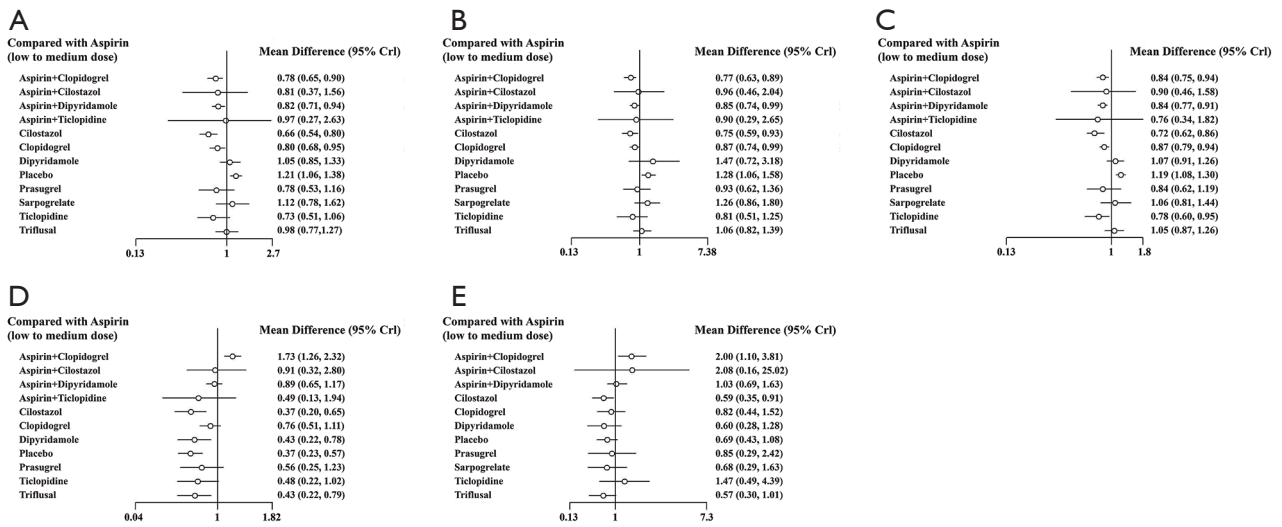 A
Compared with Aspirin
(low to medium dose)
Mean Difference (95% Crl)
Aspirin+Clopidogrel 0.78 (0.65, 0.90)
Aspirin+Cilostazol 0.81 (0.37, 1.56)
Aspirin+Dipyridamole 0.82 (0.71, 0.94)
Aspirin+Ticlopidine 0.97 (0.27, 2.63)
Cilostazol 0.66 (0.54, 0.80)
Clopidogrel 0.80 (0.68, 0.95)
Dipyridamole 1.05 (0.85, 1.33)
Placebo 1.21 (1.06, 1.38)
Prasugrel 0.78 (0.53, 1.16)
Sarpogrelate 1.12 (0.78, 1.62)
Ticlopidine 0.73 (0.51, 1.06)
Triflusal 0.98 (0.77,1.27)
0.13 1 2.7
B
Compared with Aspirin
(low to medium dose)
Mean Difference (95% Crl)
Aspirin+Clopidogrel 0.77 (0.63, 0.89)
Aspirin+Cilostazol 0.96 (0.46, 2.04)
Aspirin+Dipyridamole 0.85 (0.74, 0.99)
Aspirin+Ticlopidine 0.90 (0.29, 2.65)
Cilostazol 0.75 (0.59, 0.93)
Clopidogrel 0.87 (0.74, 0.99)
Dipyridamole 1.47 (0.72, 3.18)
Placebo 1.28 (1.06, 1.58)
Prasugrel 0.93 (0.62, 1.36)
Sarpogrelate 1.26 (0.86, 1.80)
Ticlopidine 0.81 (0.51, 1.25)
Triflusal 1.06 (0.82, 1.39)
0.13 1 7.38
C
Compared with Aspirin
(low to medium dose)
Mean Difference (95% Crl)
Aspirin+Clopidogrel 0.84 (0.75, 0.94)
Aspirin+Cilostazol 0.90 (0.46, 1.58)
Aspirin+Dipyridamole 0.84 (0.77, 0.91)
Aspirin+Ticlopidine 0.76 (0.34, 1.82)
Cilostazol 0.72 (0.62, 0.86)
Clopidogrel 0.87 (0.79, 0.94)
Dipyridamole 1.07 (0.91, 1.26)
Placebo 1.19 (1.08, 1.30)
Prasugrel 0.84 (0.62, 1.19)
Sarpogrelate 1.06 (0.81, 1.44)
Ticlopidine 0.78 (0.60, 0.95)
Triflusal 1.05 (0.87, 1.26)
0.13 1 1.8
D
Compared with Aspirin
(low to medium dose)
Mean Difference (95% Crl)
Aspirin+Clopidogrel 1.73 (1.26, 2.32)
Aspirin+Cilostazol 0.91 (0.32, 2.80)
Aspirin+Dipyridamole 0.89 (0.65, 1.17)
Aspirin+Ticlopidine 0.49 (0.13, 1.94)
Cilostazol 0.37 (0.20, 0.65)
Clopidogrel 0.76 (0.51, 1.11)
Dipyridamole 0.43 (0.22, 0.78)
Placebo 0.37 (0.23, 0.57)
Prasugrel 0.56 (0.25, 1.23)
Ticlopidine 0.48 (0.22, 1.02)
Triflusal 0.43 (0.22, 0.79)
0.04 1 1.82
E
Compared with Aspirin
(low to medium dose)
Mean Difference (95% Crl)
Aspirin+Clopidogrel 2.00 (1.10, 3.81)
Aspirin+Cilostazol 2.08 (0.16, 25.02)
Aspirin+Dipyridamole 1.03 (0.69, 1.63)
Cilostazol 0.59 (0.35, 0.91)
Clopidogrel 0.82 (0.44, 1.52)
Dipyridamole 0.60 (0.28, 1.28)
Placebo 0.69 (0.43, 1.08)
Prasugrel 0.85 (0.29, 2.42)
Sarpogrelate 0.68 (0.29, 1.63)
Ticlopidine 1.47 (0.49, 4.39)
Triflusal 0.57 (0.30, 1.01)
0.13 1 7.3